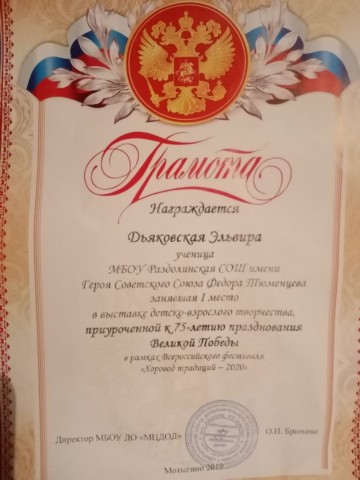 Грамота
Награждается
Дьяковская Эльвира
ученица
МБОУ Раздолинская СОШ имени
Героя Советского Союза Федора Тюменцева
занявшая I место
в выставке детско-взрослого творчества,
приуроченной к 75-летию празднования
Великой Победы
в рамках Всероссийского фестиваля
«Хоровод традиций – 2020»
Директор МБОУ ДО «МЦДОД»
О.И. Брюханова
Мотыгино 2019